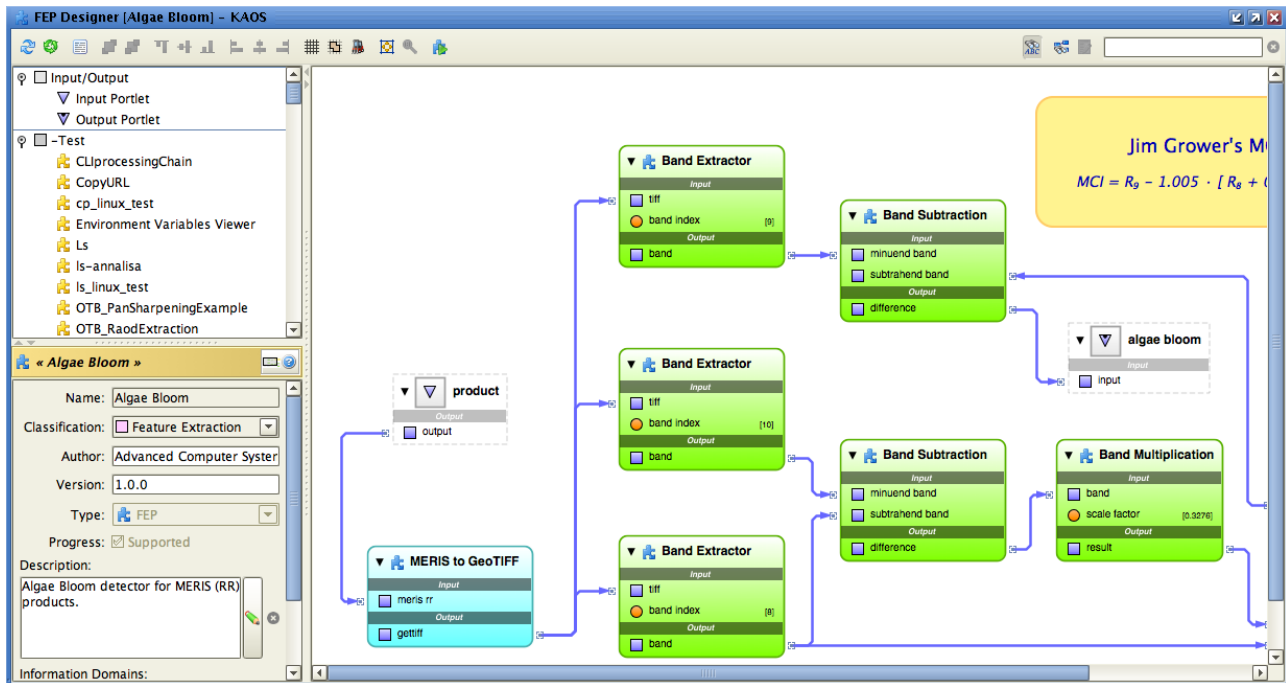 FEP Designer [Algae Bloom] – KAOS
ABC
Input/Output
Input Portlet
Output Portlet
-Test
CLIprocessingChain
CopyURL
cp_linux_test
Environment Variables Viewer
Ls
ls-annalisa
ls_linux_test
OTB_PanSharpeningExample
OTB_RaodExtraction
« Algae Bloom »
Name: Algae Bloom
Classification: Feature Extraction
Author: Advanced Computer Syster
Version: 1.0.0
Type: FEP
Progress: Supported
Description:
Algae Bloom detector for MERIS (RR)
products.
Information Domains:
product
Output
output
MERIS to GeoTIFF
Input
meris rr
Output
gettiff
Band Extractor
Input
tiff
band index [9]
Output
band
Band Extractor
Input
tiff
band index [10]
Output
band
Band Extractor
Input
tiff
band index [8]
Output
band
Band Subtraction
Input
minuend band
subtrahend band
Output
difference
Band Subtraction
Input
minuend band
subtrahend band
Output
difference
Jim Grower's M
MCI = R9 – 1.005 · [ R8 +
algae bloom
Input
input
Band Multiplication
Input
band
scale factor [0.3276]
Output
result